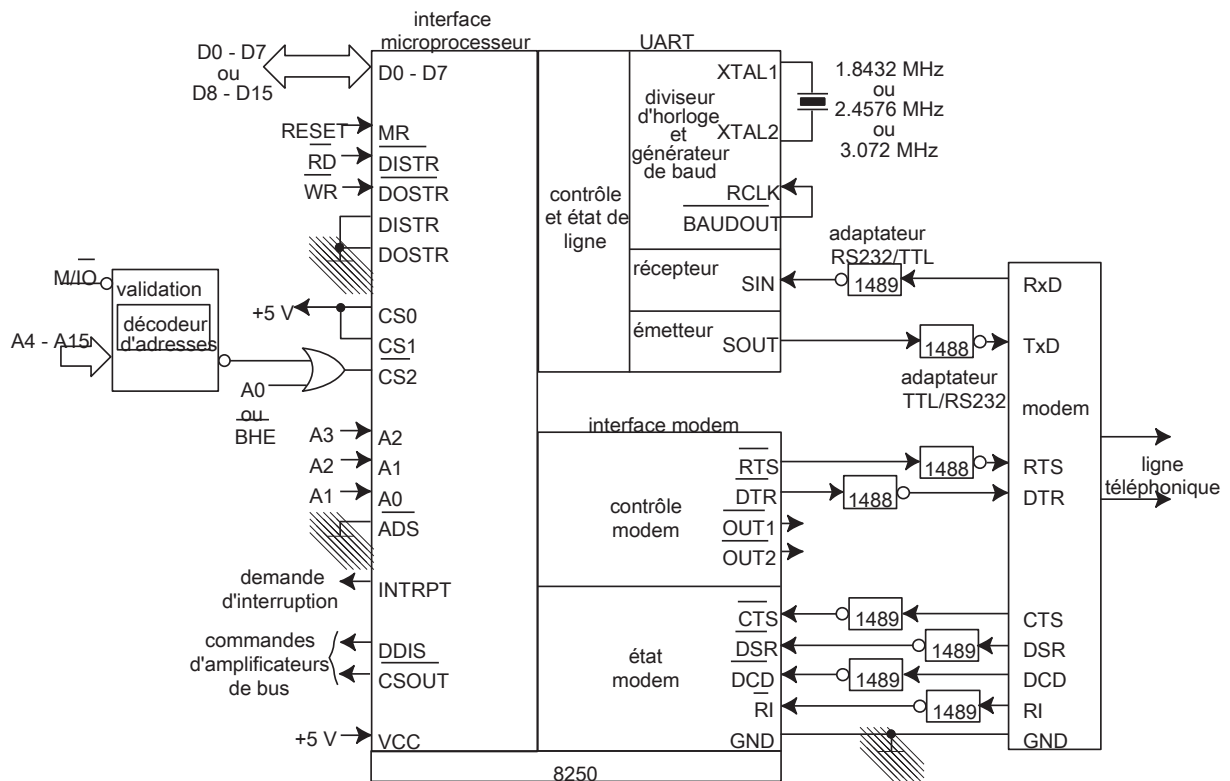 interface
microprocesseur
UART
D0 - D7
ou
D8 - D15
D0 - D7
RESET
MR
RD
DISTR
WR
DOSTR
DISTR
DOSTR
M/IO
validation
décodeur
d'adresses
A4 - A15
+5 V
CS0
CS1
CS2
A0
ou
BHE
A3
A2
A2
A1
A1
A0
ADS
demande
d'interruption
INTRPT
commandes
d'amplificateurs
de bus
DDIS
CSOUT
+5 V
VCC
8250
contrôle
et état de
ligne
diviseur
d'horloge
et
générateur
de baud
XTAL1
XTAL2
RCLK
BAUDOUT
1.8432 MHz
ou
2.4576 MHz
ou
3.072 MHz
récepteur
SIN
émetteur
SOUT
adaptateur
RS232/TTL
1489
RxD
1488
TxD
adaptateur
TTL/RS232
modem
interface modem
contrôle
modem
RTS
1488
RTS
DTR
1488
DTR
OUT1
OUT2
ligne
téléphonique
état
modem
CTS
1489
CTS
DSR
1489
DSR
DCD
1489
DCD
RI
1489
RI
GND
GND